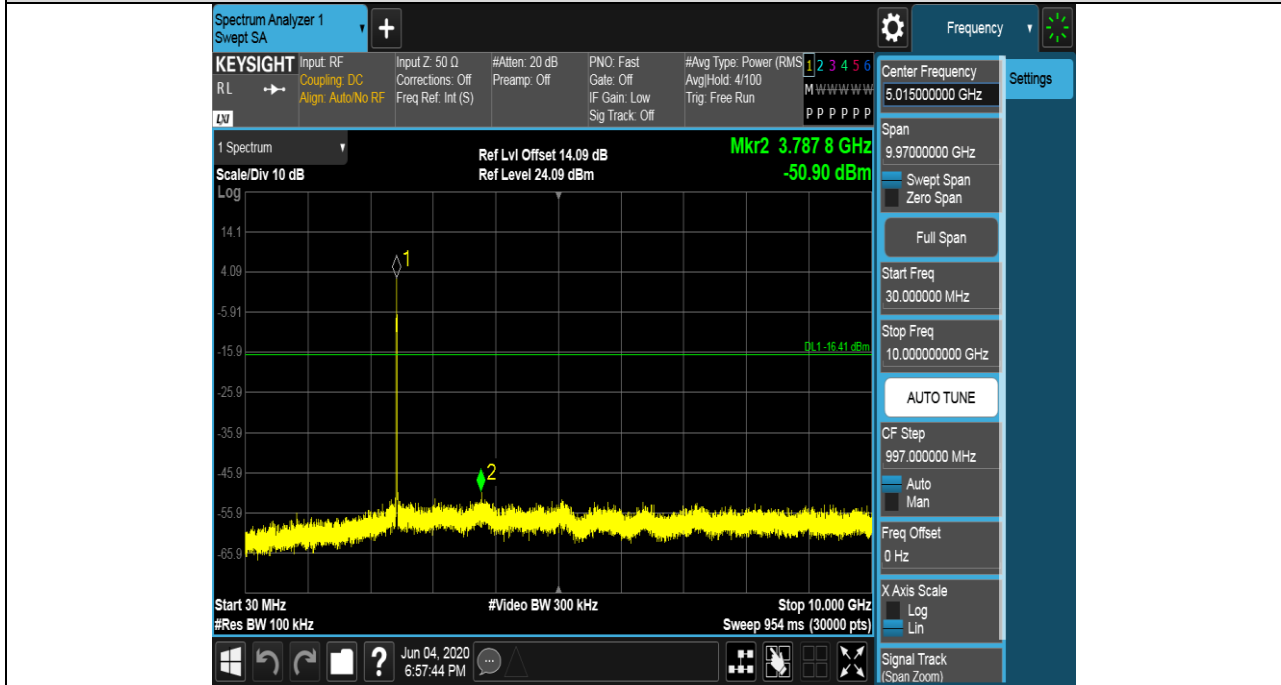 Spectrum Analyzer 1
Swept SA
Frequency
KEYSIGHT
RL
LXI
Input: RF
Coupling: DC
Align: Auto/No RF
Input Z: 50 Ω
Corrections: Off
Freq Ref: Int (S)
#Atten: 20 dB
Preamp: Off
PNO: Fast
Gate: Off
IF Gain: Low
Sig Track: Off
#Avg Type: Power (RMS
Avg|Hold: 4/100
Trig: Free Run
1 2 3 4 5 6
M W W W W W
P P P P P P
1 Spectrum
Scale/Div 10 dB
Ref Lvl Offset 14.09 dB
Ref Level 24.09 dBm
Mkr2 3.787 8 GHz
-50.90 dBm
Log
14.1
4.09
-5.91
-15.9
-25.9
-35.9
-45.9
-55.9
-65.9
1
2
DL1 -16.41 dBm
Start 30 MHz
#Res BW 100 kHz
#Video BW 300 kHz
Stop 10.000 GHz
Sweep 954 ms (30000 pts)
Jun 04, 2020
6:57:44 PM
Center Frequency
5.015000000 GHz
Span
9.97000000 GHz
Swept Span
Zero Span
Full Span
Start Freq
30.000000 MHz
Stop Freq
10.000000000 GHz
AUTO TUNE
CF Step
997.000000 MHz
Auto
Man
Freq Offset
0 Hz
X Axis Scale
Log
Lin
Signal Track
(Span Zoom)
Settings